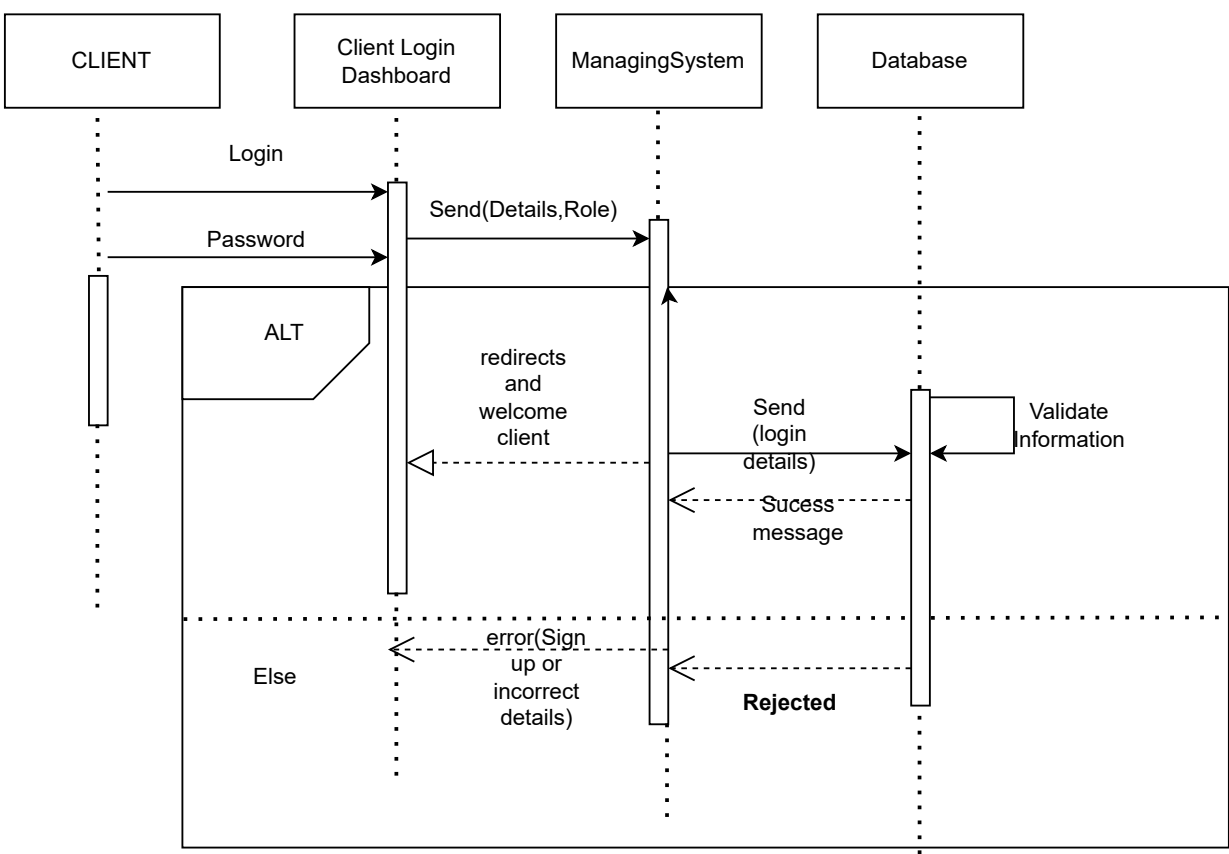 CLIENT
Client Login
Dashboard
ManagingSystem
Database
Login
Send(Details,Role)
Password
ALT
redirects
and
welcome
client
Send
(login
details)
Validate
Information
Sucess
message
error(Sign
up or
incorrect
details)
Else
Rejected